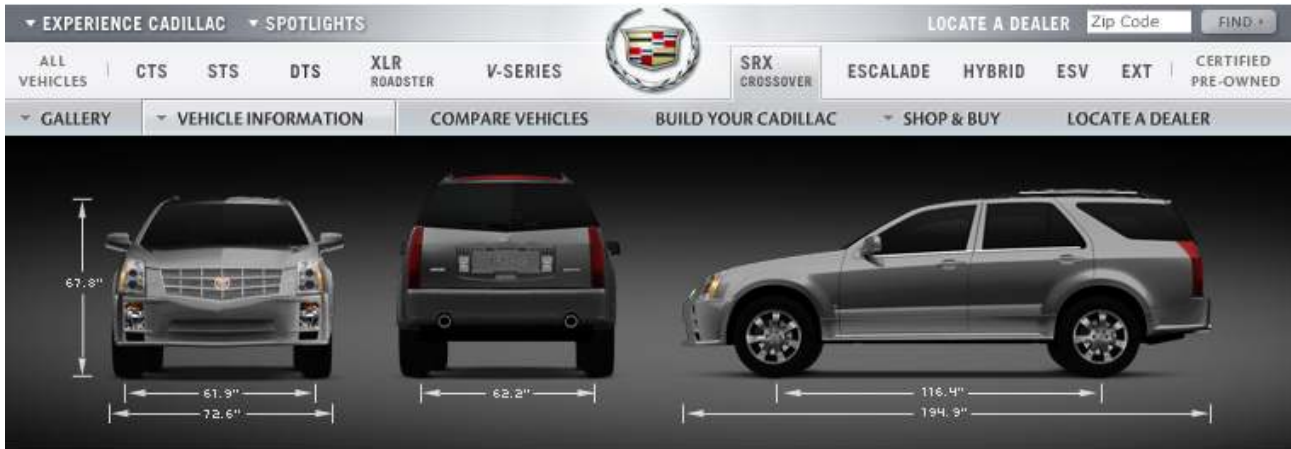 EXPERIENCE CADILLAC SPOTLIGHTS LOCATE A DEALER Zip Code FIND
ALL VEHICLES CTS STS DTS XLR ROADSTER V-SERIES SRX CROSSOVER ESCALADE HYBRID ESV EXT CERTIFIED PRE-OWNED
GALLERY VEHICLE INFORMATION COMPARE VEHICLES BUILD YOUR CADILLAC SHOP & BUY LOCATE A DEALER
67.8"
61.9" 62.2" 116.4"
72.6" 194.9"